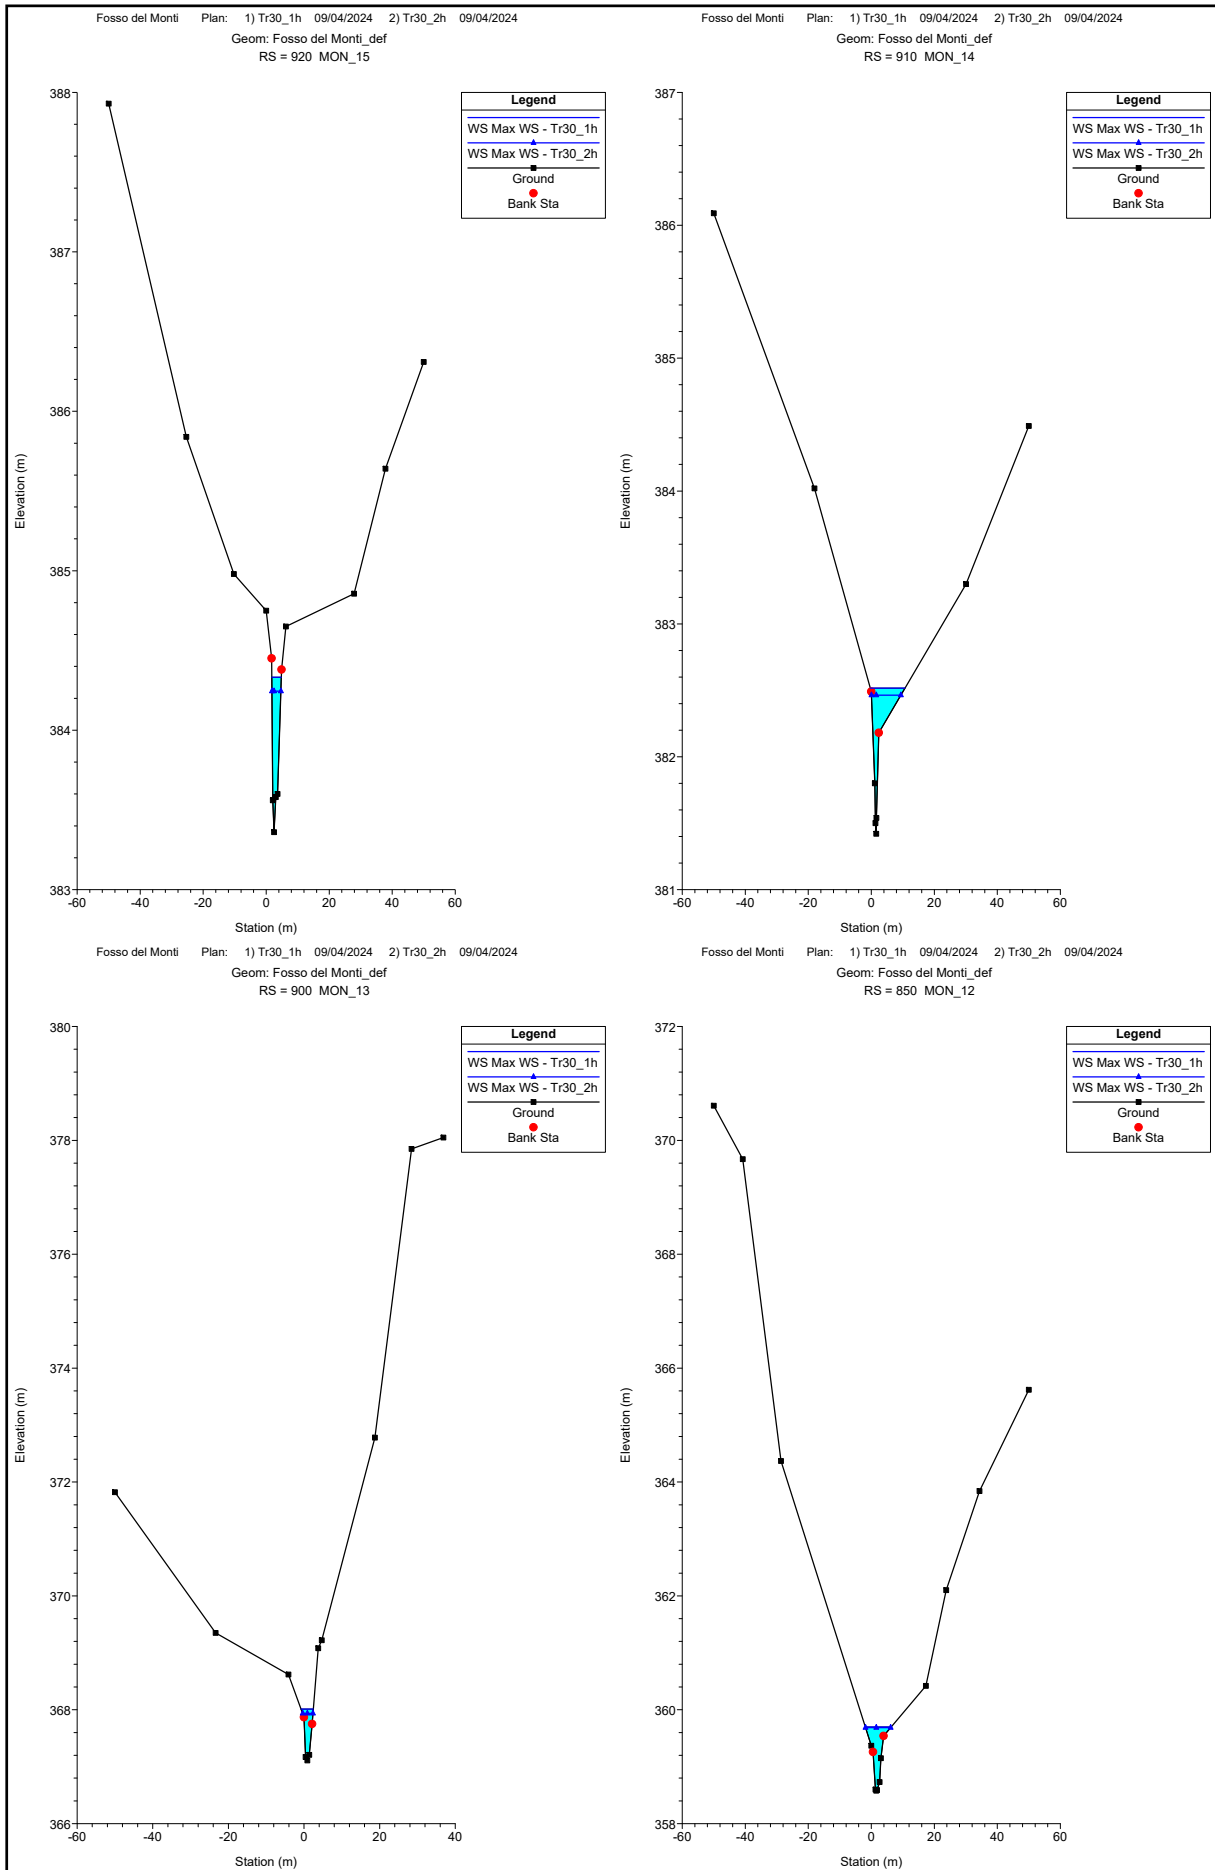 Fosso del Monti Plan: 1) Tr30_1h 09/04/2024 2) Tr30_2h 09/04/2024
Geom: Fosso del Monti_def
RS = 920 MON_15
Legend
WS Max WS - Tr30_1h
WS Max WS - Tr30_2h
Ground
Bank Sta
388
387
386
385
384
383
Elevation (m)
-60 -40 -20 0 20 40 60
Station (m)
Fosso del Monti Plan: 1) Tr30_1h 09/04/2024 2) Tr30_2h 09/04/2024
Geom: Fosso del Monti_def
RS = 910 MON_14
Legend
WS Max WS - Tr30_1h
WS Max WS - Tr30_2h
Ground
Bank Sta
387
386
385
384
383
382
381
Elevation (m)
-60 -40 -20 0 20 40 60
Station (m)
Fosso del Monti Plan: 1) Tr30_1h 09/04/2024 2) Tr30_2h 09/04/2024
Geom: Fosso del Monti_def
RS = 900 MON_13
Legend
WS Max WS - Tr30_1h
WS Max WS - Tr30_2h
Ground
Bank Sta
380
378
376
374
372
370
368
366
Elevation (m)
-60 -40 -20 0 20 40
Station (m)
Fosso del Monti Plan: 1) Tr30_1h 09/04/2024 2) Tr30_2h 09/04/2024
Geom: Fosso del Monti_def
RS = 850 MON_12
Legend
WS Max WS - Tr30_1h
WS Max WS - Tr30_2h
Ground
Bank Sta
372
370
368
366
364
362
360
358
Elevation (m)
-60 -40 -20 0 20 40 60
Station (m)